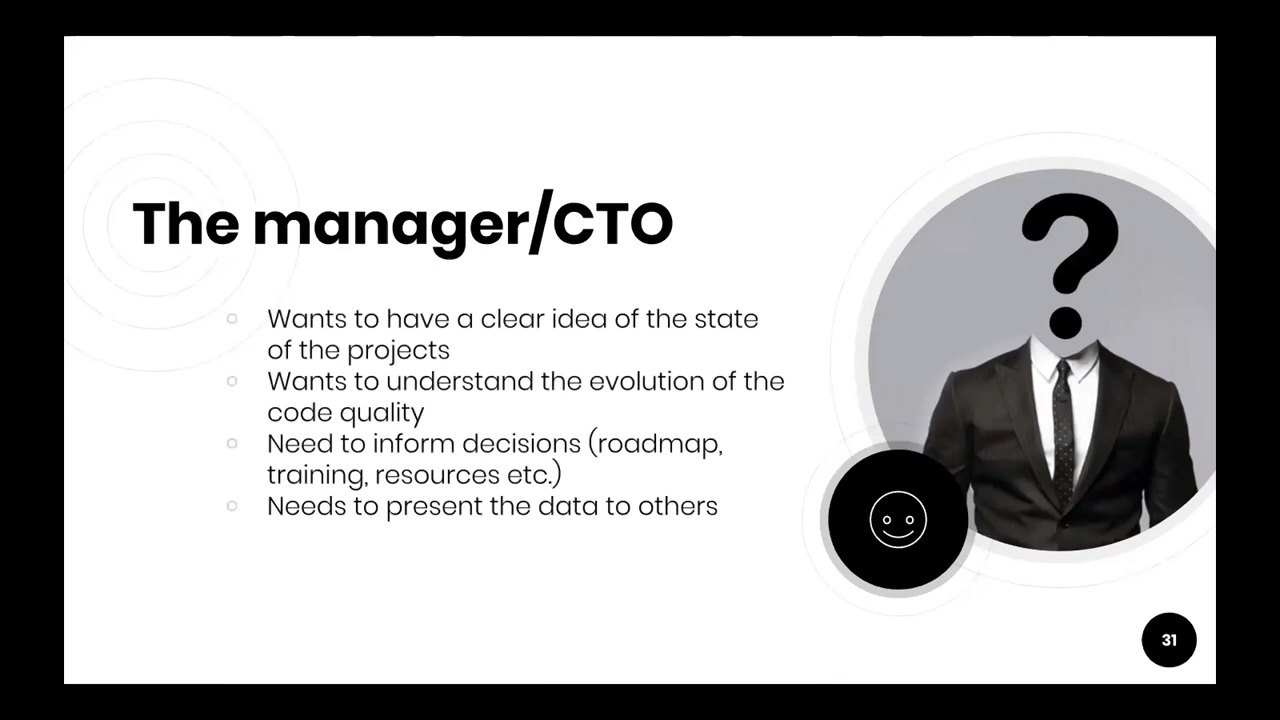 The manager/CTO
Wants to have a clear idea of the state
of the projects
Wants to understand the evolution of the
code quality
Need to inform decisions (roadmap,
training, resources etc.)
Needs to present the data to others
?
31